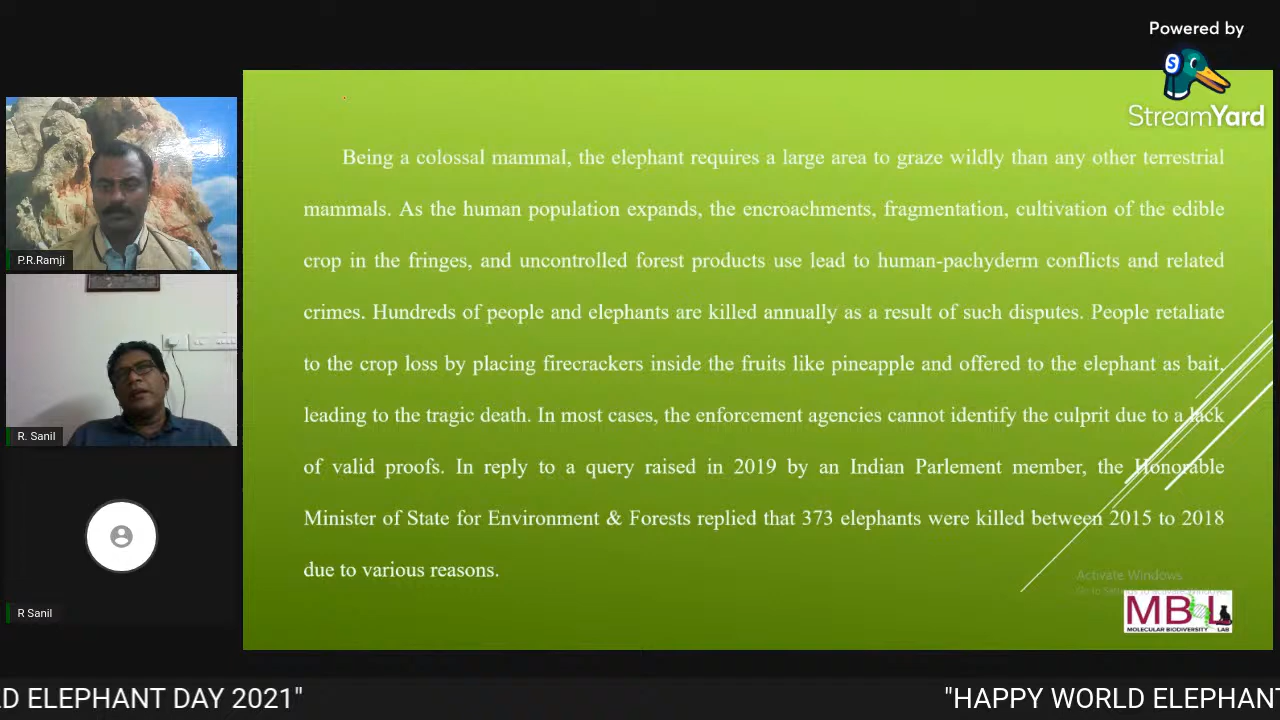 Powered by
StreamYard
Being a colossal mammal, the elephant requires a large area to graze wildly than any other terrestrial
mammals. As the human population expands, the encroachments, fragmentation, cultivation of the edible
crop in the fringes, and uncontrolled forest products use lead to human-pachyderm conflicts and related
crimes. Hundreds of people and elephants are killed annually as a result of such disputes. People retaliate
to the crop loss by placing firecrackers inside the fruits like pineapple and offered to the elephant as bait,
leading to the tragic death. In most cases, the enforcement agencies cannot identify the culprit due to a lack
of valid proofs. In reply to a query raised in 2019 by an Indian Parlement member, the Honorable
Minister of State for Environment & Forests replied that 373 elephants were killed between 2015 to 2018
due to various reasons.
P.R.Ramji
R. Sanil
R Sanil
Activate Windows
Go to Settings to activate Windows.
MB L
MOLECULAR BIODIVERSITY LAB
D ELEPHANT DAY 2021" "HAPPY WORLD ELEPHANT